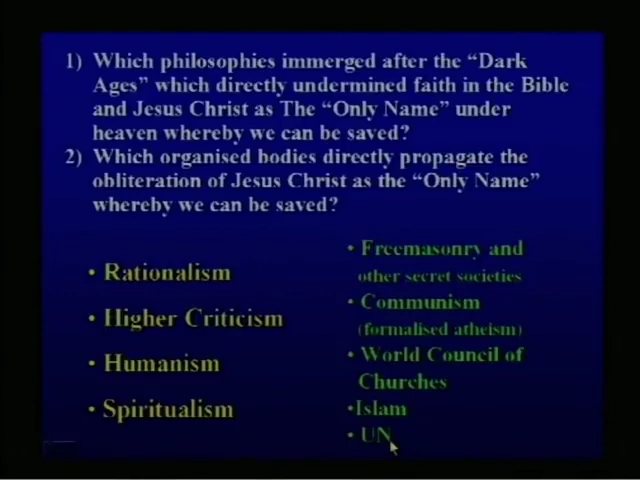 1) Which philosophies immerged after the “Dark
Ages” which directly undermined faith in the Bible
and Jesus Christ as The “Only Name” under
heaven whereby we can be saved?
2) Which organised bodies directly propagate the
obliteration of Jesus Christ as the “Only Name”
whereby we can be saved?
• Rationalism
• Higher Criticism
• Humanism
• Spiritualism
• Freemasonry and
other secret societies
• Communism
(formalised atheism)
• World Council of
Churches
•Islam
• UN